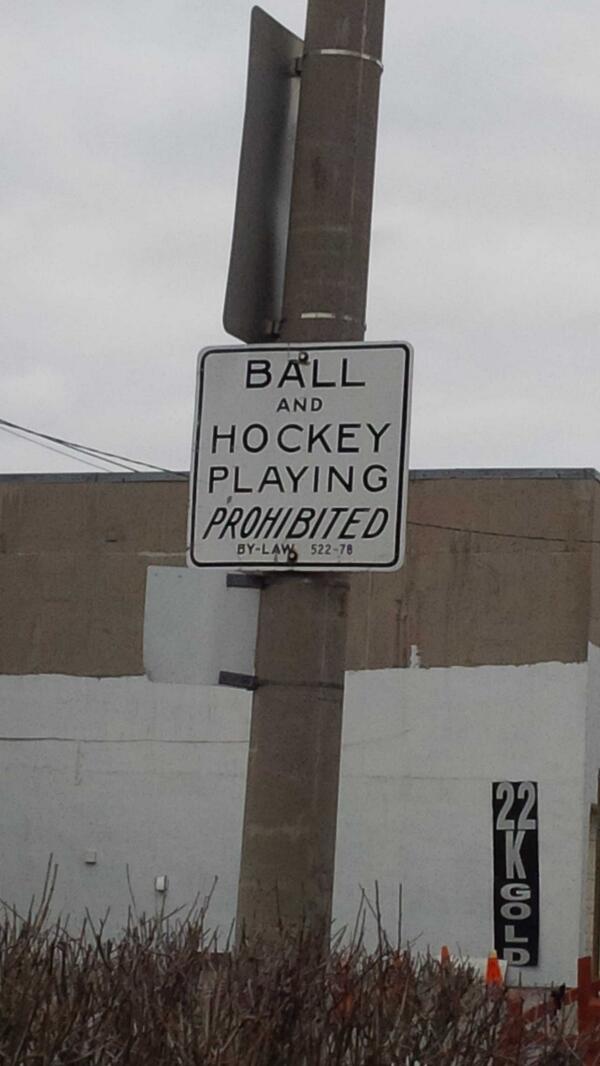 BALL
AND
HOCKEY
PLAYING
PROHIBITED
BY-LAW 522-78
22
K
GOLD